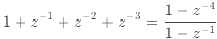 $1 + z^{-1} + z^{-2} + z^{-3} = \frac{1 - z^{-4}}{1 - z^{-1}}$